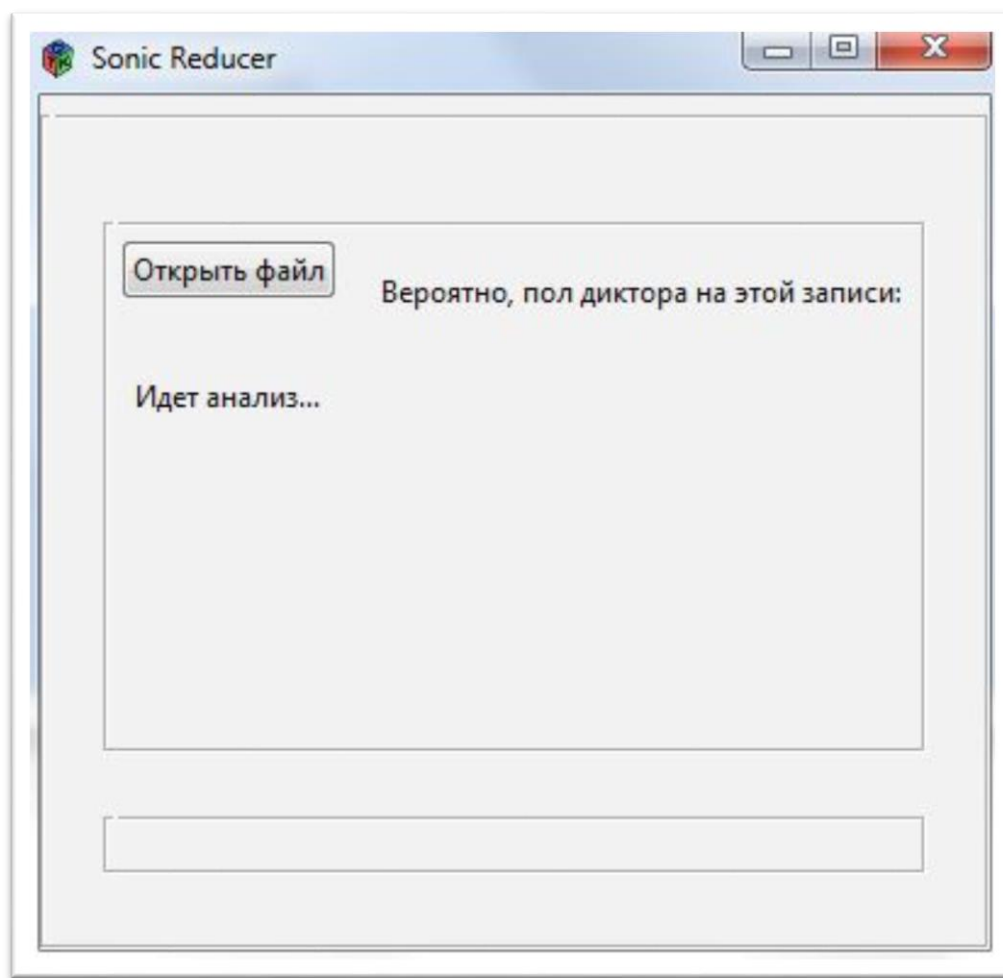 Sonic Reducer
Открыть файл
Вероятно, пол диктора на этой записи:
Идет анализ...